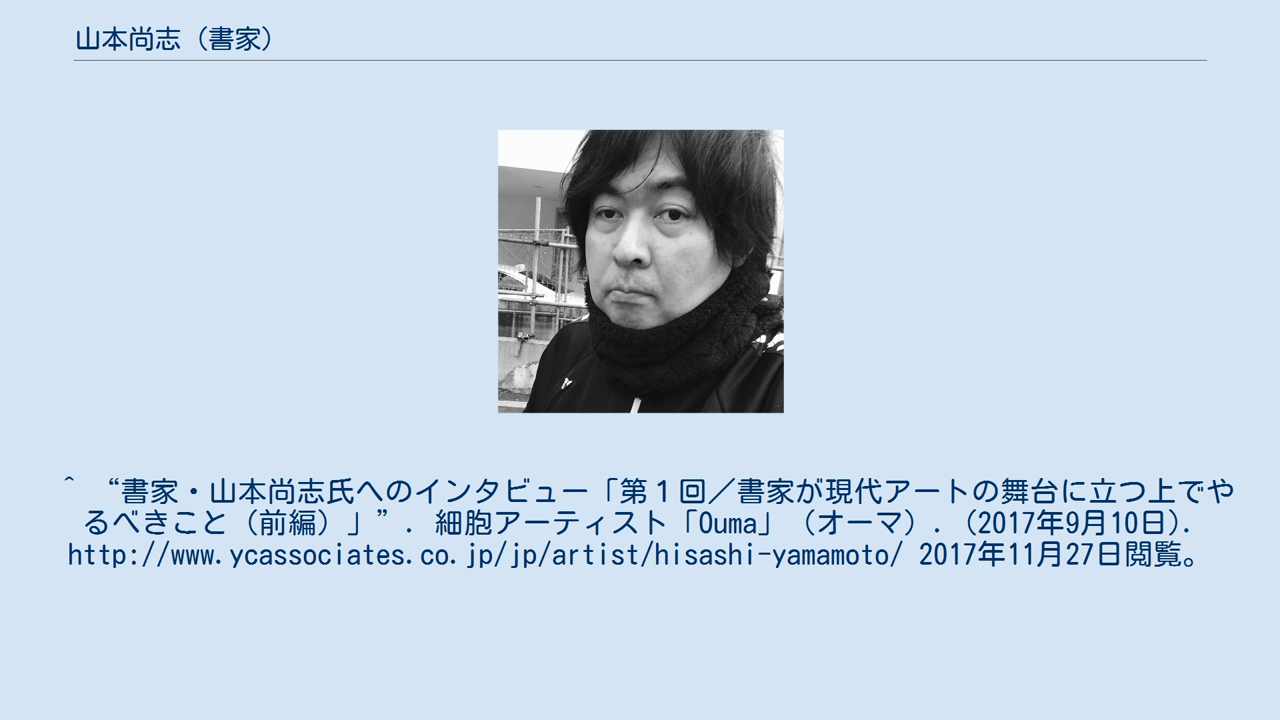 山本尚志（書家）
^ “書家・山本尚志氏へのインタビュー「第１回／書家が現代アートの舞台に立つ上でや
るべきこと（前編）」”. 細胞アーティスト「Ouma」（オーマ）. (2017年9月10日).
http://www.ycassociates.co.jp/jp/artist/hisashi-yamamoto/ 2017年11月27日閲覧。